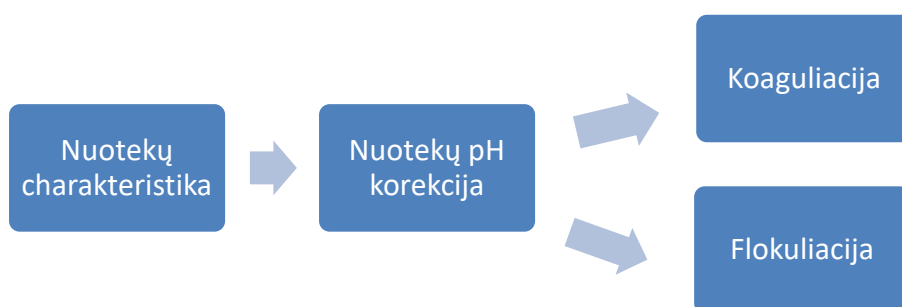 Nuotekų
charakteristika
Nuotekų pH
korekcija
Koaguliacija
Flokuliacija